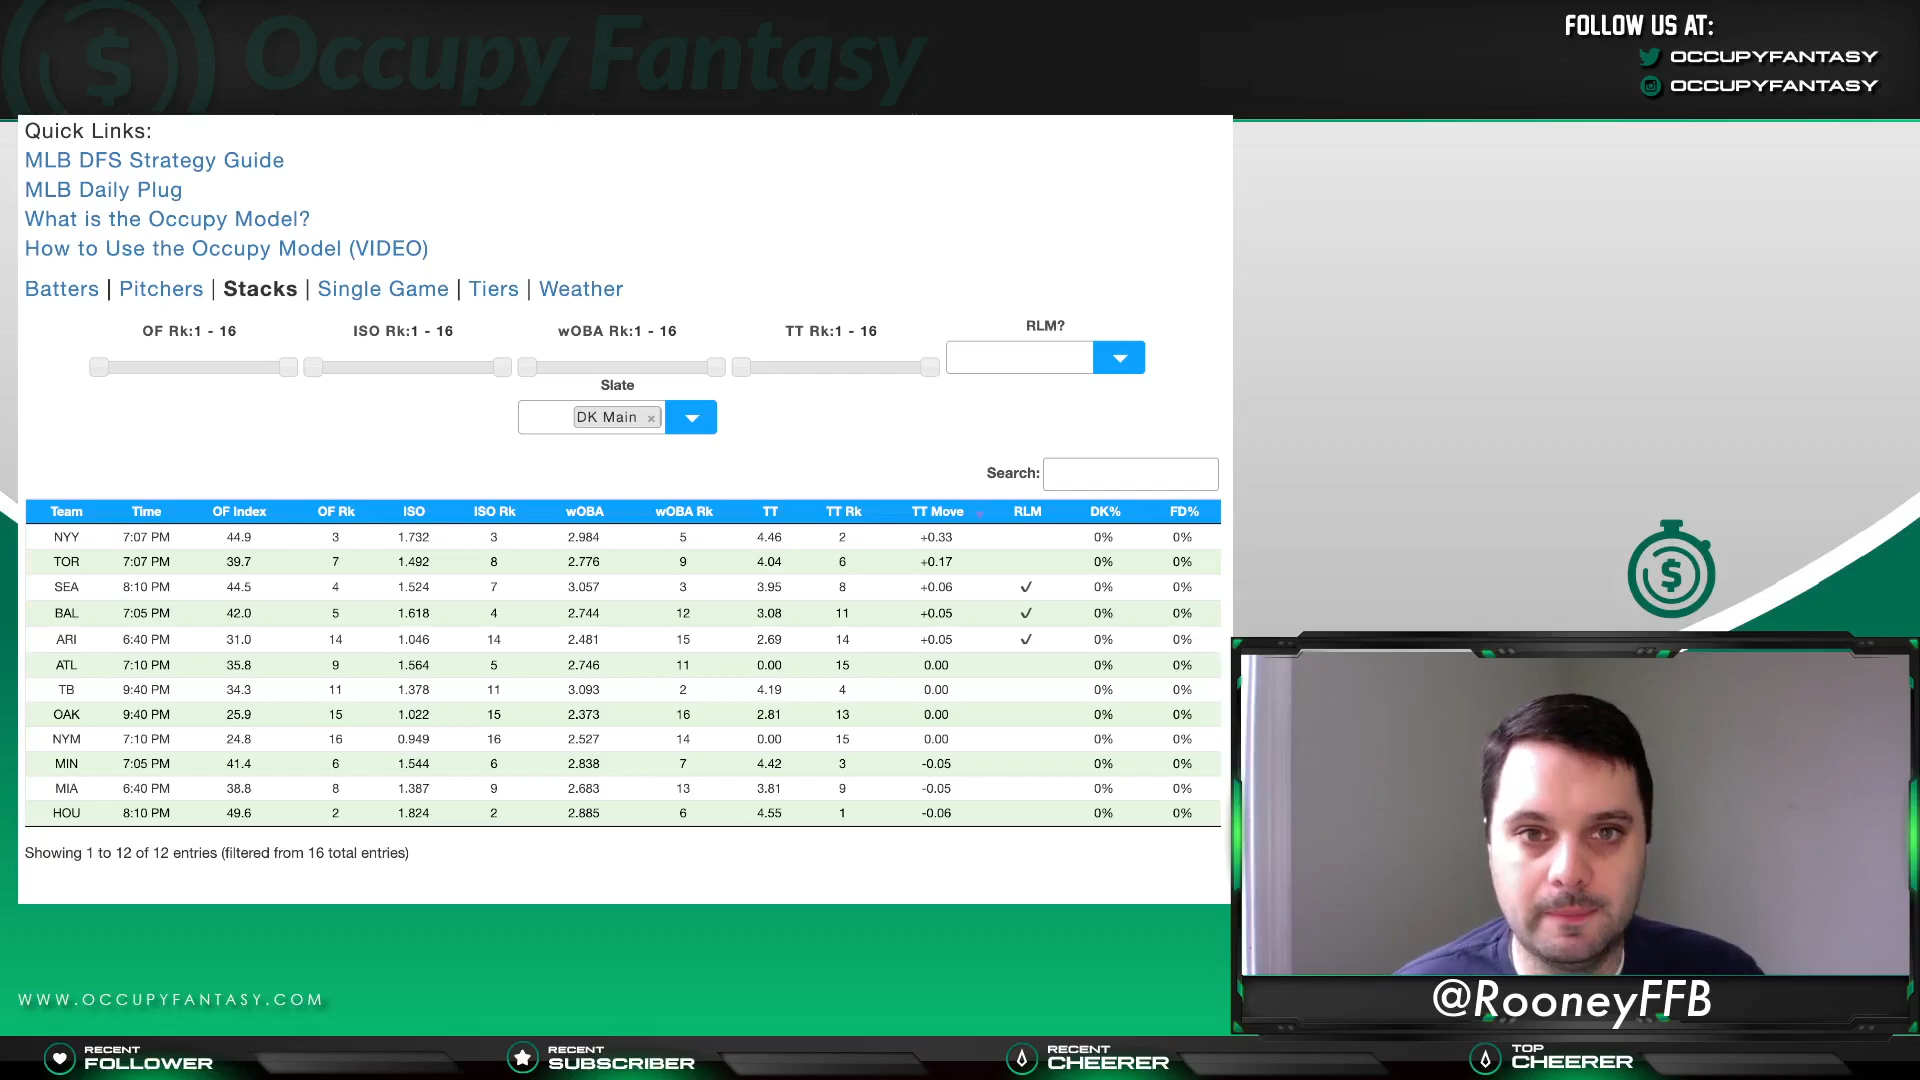 Occupy Fantasy
FOLLOW US AT:
OCCUPYFANTASY
OCCUPYFANTASY
Quick Links:
MLB DFS Strategy Guide
MLB Daily Plug
What is the Occupy Model?
How to Use the Occupy Model (VIDEO)
Batters | Pitchers | Stacks | Single Game | Tiers | Weather
OF Rk:1 - 16 ISO Rk:1 - 16 wOBA Rk:1 - 16 TT Rk:1 - 16 RLM?
Slate
DK Main ×
Search:
Team Time OF Index OF Rk ISO ISO Rk wOBA wOBA Rk TT TT Rk TT Move RLM DK% FD%
NYY 7:07 PM 44.9 3 1.732 3 2.984 5 4.46 2 +0.33 0% 0%
TOR 7:07 PM 39.7 7 1.492 8 2.776 9 4.04 6 +0.17 0% 0%
SEA 8:10 PM 44.5 4 1.524 7 3.057 3 3.95 8 +0.06 ✓ 0% 0%
BAL 7:05 PM 42.0 5 1.618 4 2.744 12 3.08 11 +0.05 ✓ 0% 0%
ARI 6:40 PM 31.0 14 1.046 14 2.481 15 2.69 14 +0.05 ✓ 0% 0%
ATL 7:10 PM 35.8 9 1.564 5 2.746 11 0.00 15 0.00 0% 0%
TB 9:40 PM 34.3 11 1.378 11 3.093 2 4.19 4 0.00 0% 0%
OAK 9:40 PM 25.9 15 1.022 15 2.373 16 2.81 13 0.00 0% 0%
NYM 7:10 PM 24.8 16 0.949 16 2.527 14 0.00 15 0.00 0% 0%
MIN 7:05 PM 41.4 6 1.544 6 2.838 7 4.42 3 -0.05 0% 0%
MIA 6:40 PM 38.8 8 1.387 9 2.683 13 3.81 9 -0.05 0% 0%
HOU 8:10 PM 49.6 2 1.824 2 2.885 6 4.55 1 -0.06 0% 0%
Showing 1 to 12 of 12 entries (filtered from 16 total entries)
WWW.OCCUPYFANTASY.COM
@RooneyFFB
RECENT FOLLOWER
RECENT SUBSCRIBER
RECENT CHEERER
TOP CHEERER